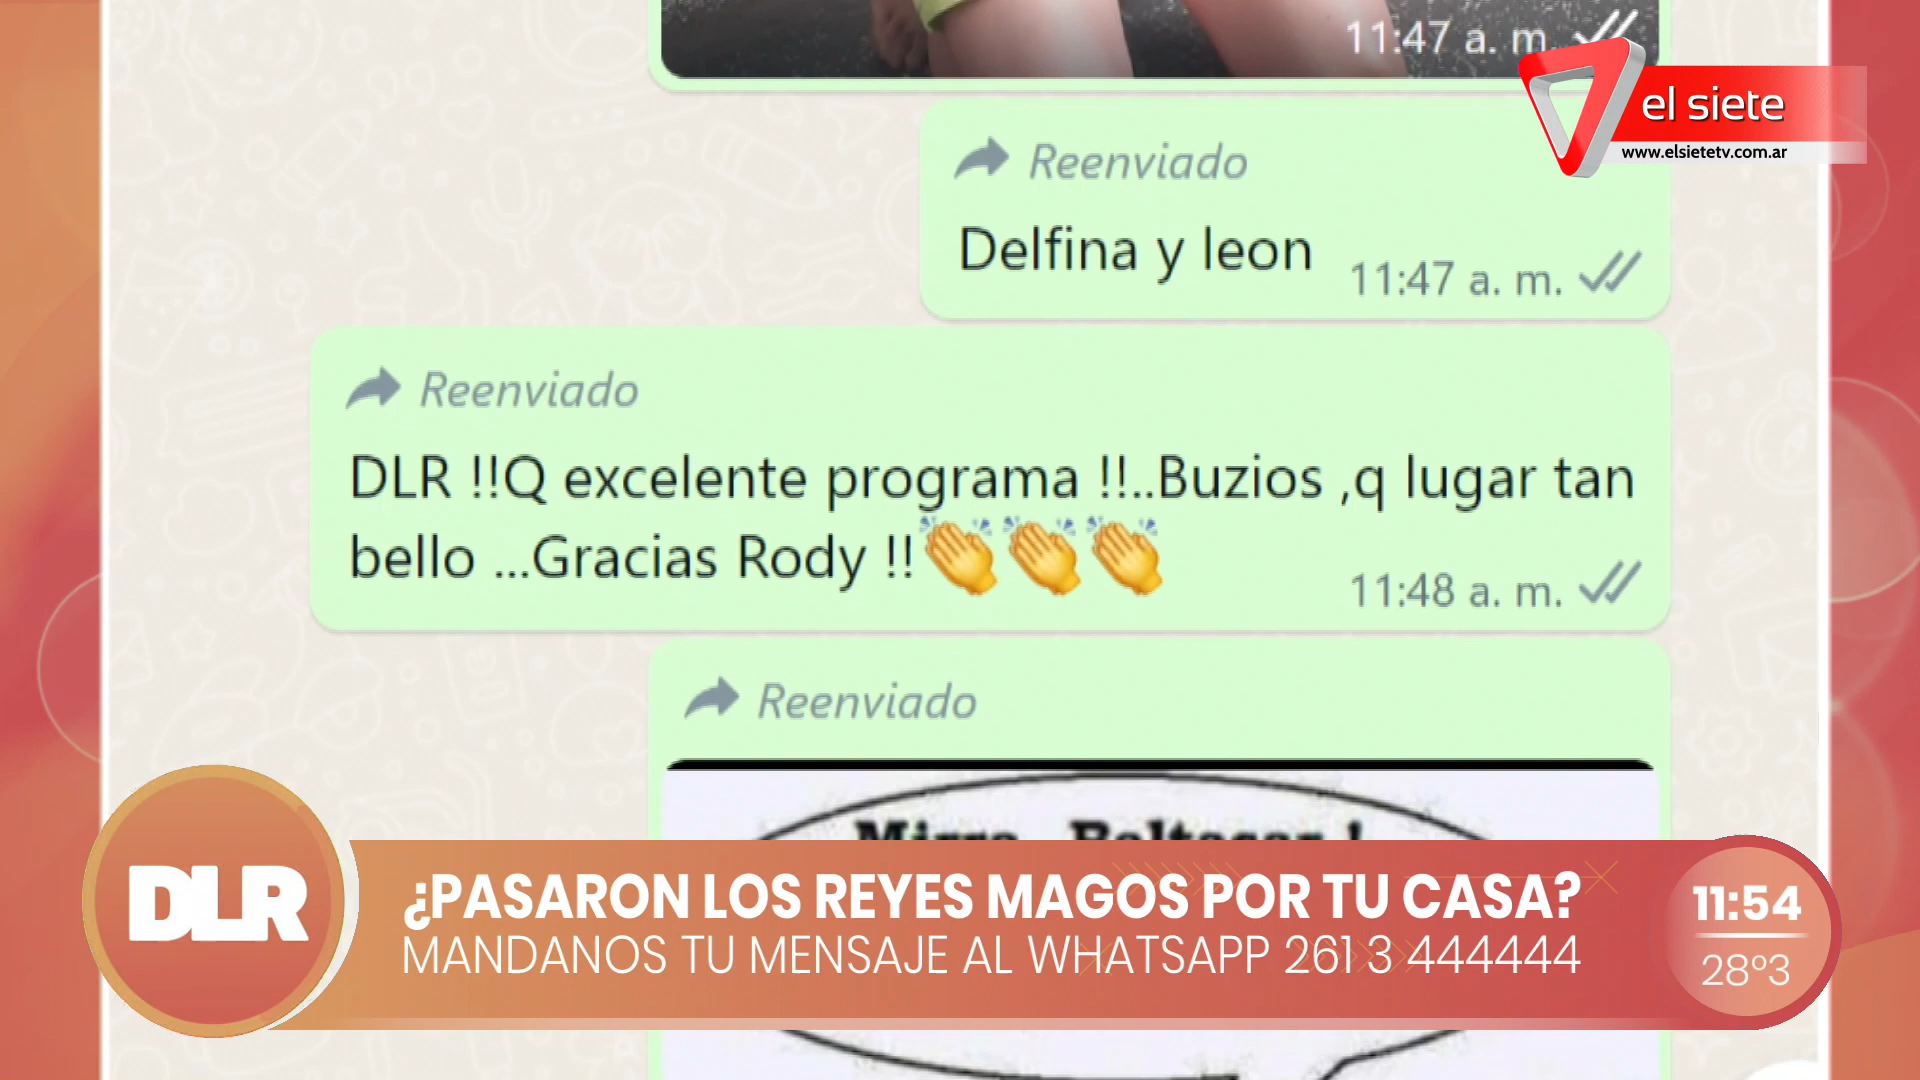 11:47 a. m.
el siete
www.elsietetv.com.ar
Reenviado
Delfina y leon
11:47 a. m.
Reenviado
DLR !!Q excelente programa !!..Buzios ,q lugar tan
bello ...Gracias Rody !!👏👏👏
11:48 a. m.
Reenviado
DLR
¿PASARON LOS REYES MAGOS POR TU CASA?
MANDANOS TU MENSAJE AL WHATSAPP 261 3 444444
11:54
28º3